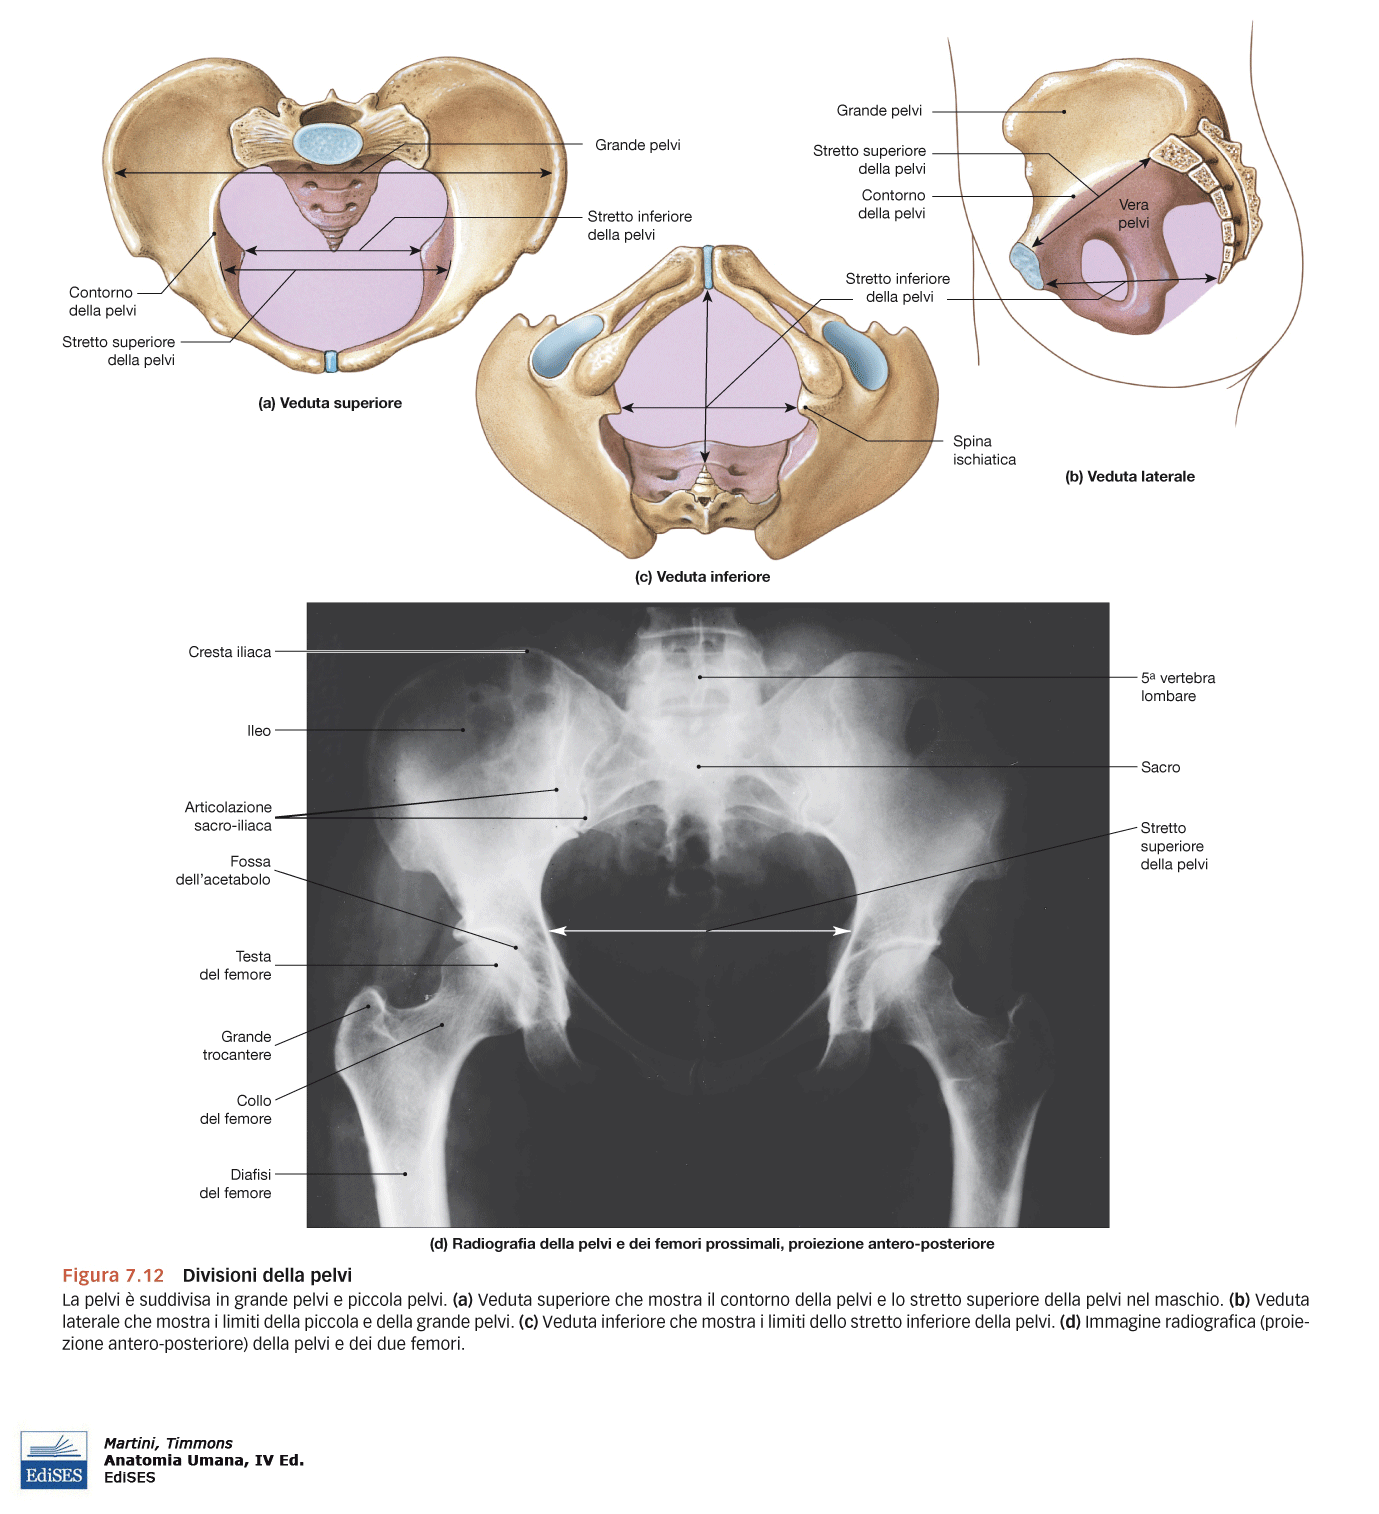 Grande pelvi
Stretto inferiore
della pelvi
Contorno
della pelvi
Stretto superiore
della pelvi
(a) Veduta superiore
Grande pelvi
Stretto superiore
della pelvi
Contorno
della pelvi
Vera
pelvi
Stretto inferiore
della pelvi
Spina
ischiatica
(b) Veduta laterale
(c) Veduta inferiore
Cresta iliaca
Ileo
Articolazione
sacro-iliaca
Fossa
dell'acetabolo
Testa
del femore
Grande
trocantere
Collo
del femore
Diafisi
del femore
5ª vertebra
lombare
Sacro
Stretto
superiore
della pelvi
(d) Radiografia della pelvi e dei femori prossimali, proiezione antero-posteriore
Figura 7.12 Divisioni della pelvi
La pelvi è suddivisa in grande pelvi e piccola pelvi. (a) Veduta superiore che mostra il contorno della pelvi e lo stretto superiore della pelvi nel maschio. (b) Veduta
laterale che mostra i limiti della piccola e della grande pelvi. (c) Veduta inferiore che mostra i limiti dello stretto inferiore della pelvi. (d) Immagine radiografica (proie-
zione antero-posteriore) della pelvi e dei due femori.
EdiSES
Martini, Timmons
Anatomia Umana, IV Ed.
EdiSES